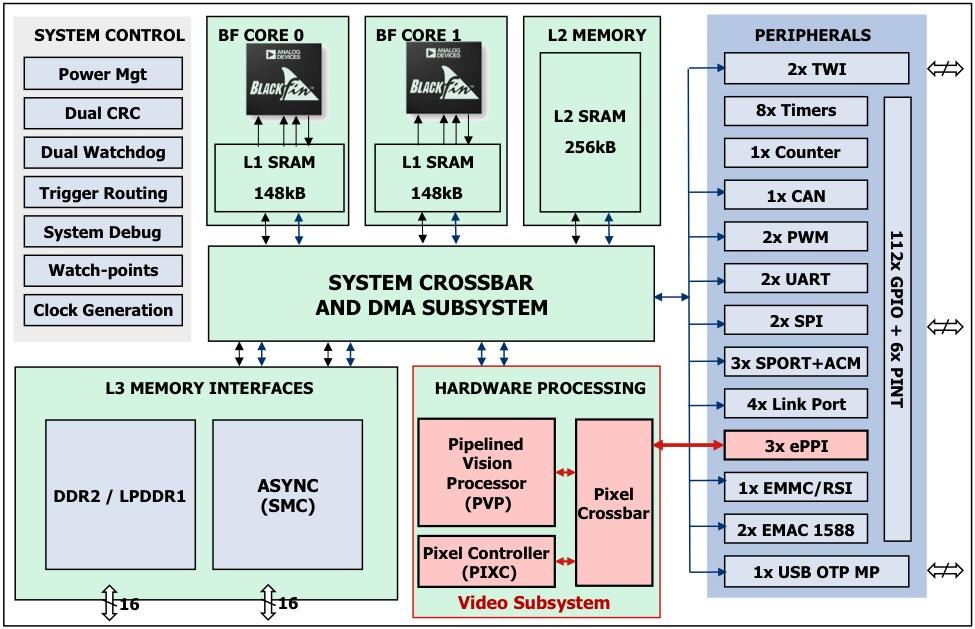 SYSTEM CONTROL
Power Mgt
Dual CRC
Dual Watchdog
Trigger Routing
System Debug
Watch-points
Clock Generation
BF CORE 0
ANALOG
DEVICES
BLACKfin
L1 SRAM
148kB
BF CORE 1
ANALOG
DEVICES
BLACKfin
L1 SRAM
148kB
L2 MEMORY
L2 SRAM
256kB
SYSTEM CROSSBAR
AND DMA SUBSYSTEM
L3 MEMORY INTERFACES
DDR2 / LPDDR1
ASYNC
(SMC)
16
16
HARDWARE PROCESSING
Pipelined
Vision
Processor
(PVP)
Pixel Controller
(PIXC)
Pixel
Crossbar
Video Subsystem
PERIPHERALS
2x TWI
8x Timers
1x Counter
1x CAN
2x PWM
2x UART
2x SPI
3x SPORT+ACM
4x Link Port
3x ePPI
1x EMMC/RSI
2x EMAC 1588
1x USB OTP MP
112x GPIO + 6x PINT